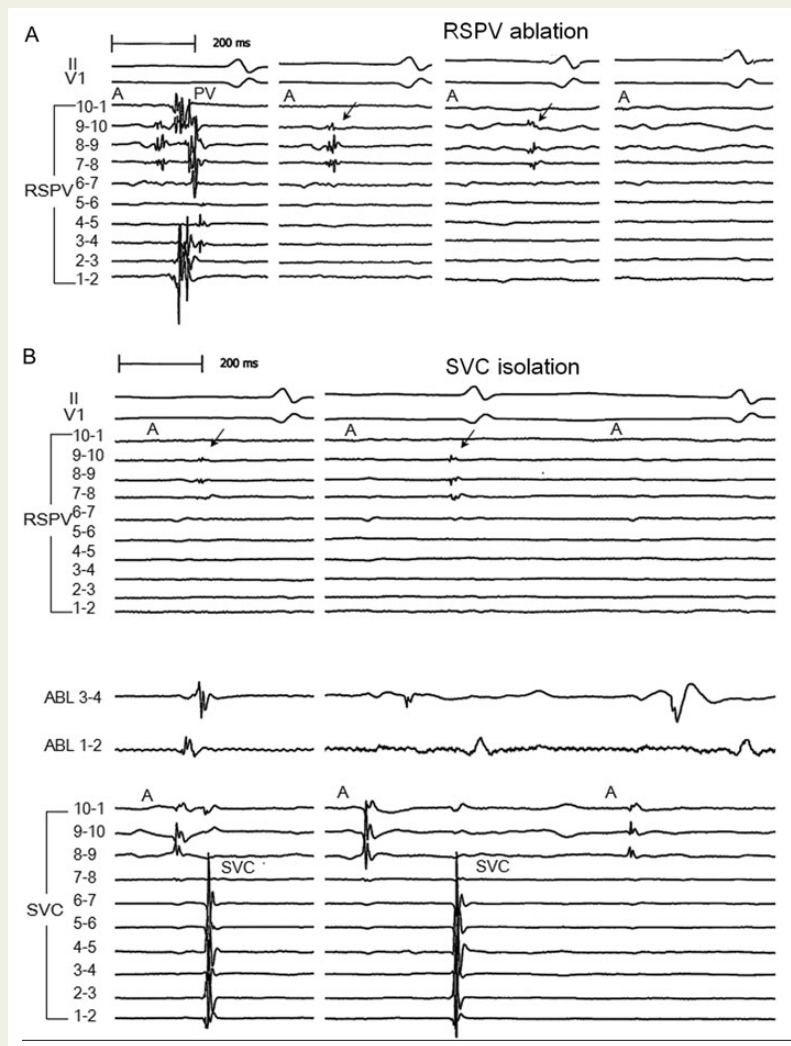 A
200 ms
RSPV ablation
II
V1
A PV A A A
10-1
9-10
8-9
7-8
6-7
RSPV
5-6
4-5
3-4
2-3
1-2
B
200 ms
SVC isolation
II
V1
A A A
10-1
9-10
8-9
7-8
6-7
RSPV
5-6
4-5
3-4
2-3
1-2
ABL 3-4
ABL 1-2
A A A
10-1
9-10
8-9
SVC SVC
7-8
6-7
SVC
5-6
4-5
3-4
2-3
1-2